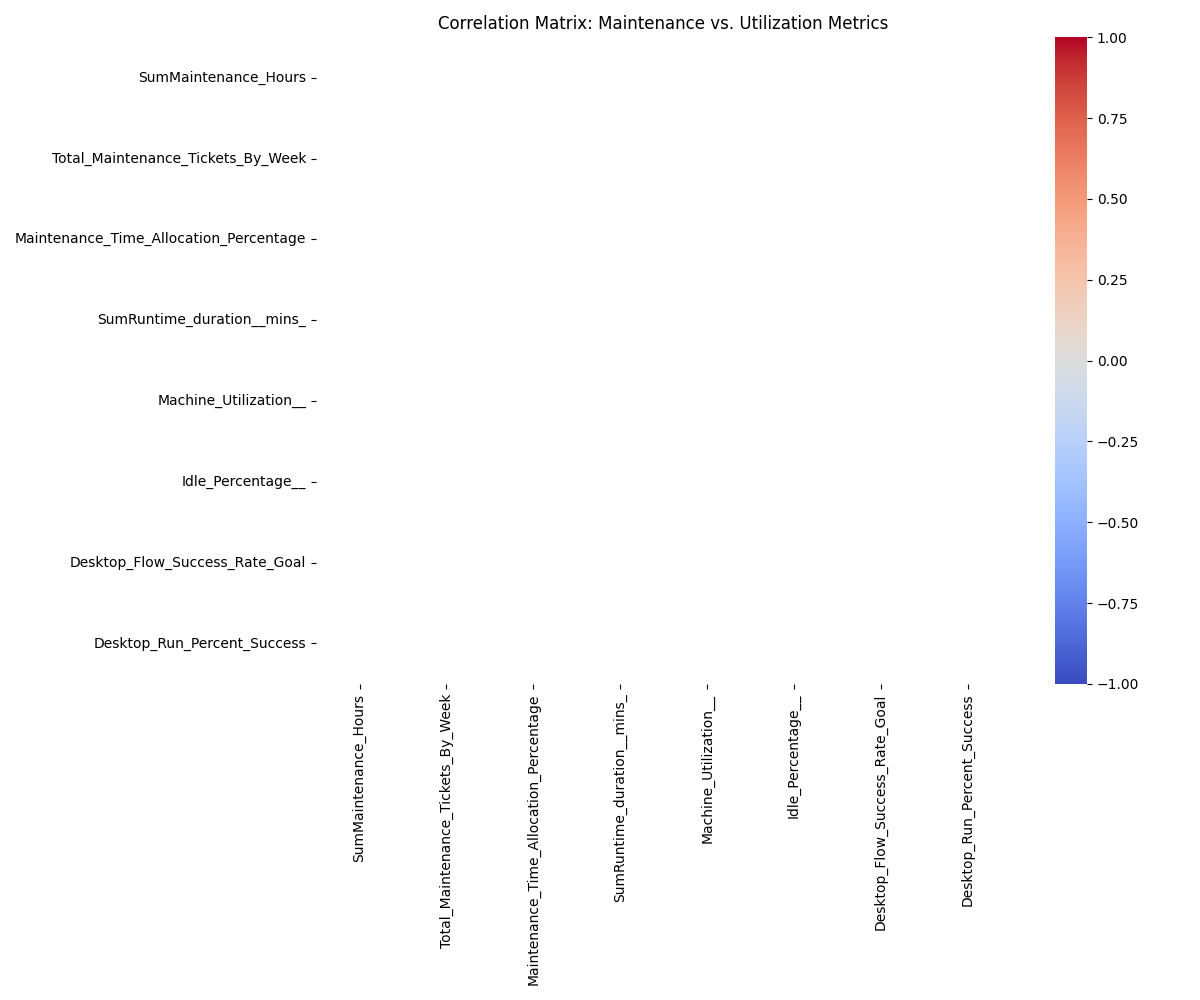 Correlation Matrix: Maintenance vs. Utilization Metrics
SumMaintenance_Hours
Total_Maintenance_Tickets_By_Week
Maintenance_Time_Allocation_Percentage
SumRuntime_duration__mins_
Machine_Utilization__
Idle_Percentage__
Desktop_Flow_Success_Rate_Goal
Desktop_Run_Percent_Success
SumMaintenance_Hours
Total_Maintenance_Tickets_By_Week
Maintenance_Time_Allocation_Percentage
SumRuntime_duration__mins_
Machine_Utilization__
Idle_Percentage__
Desktop_Flow_Success_Rate_Goal
Desktop_Run_Percent_Success
1.00
0.75
0.50
0.25
0.00
−0.25
−0.50
−0.75
−1.00